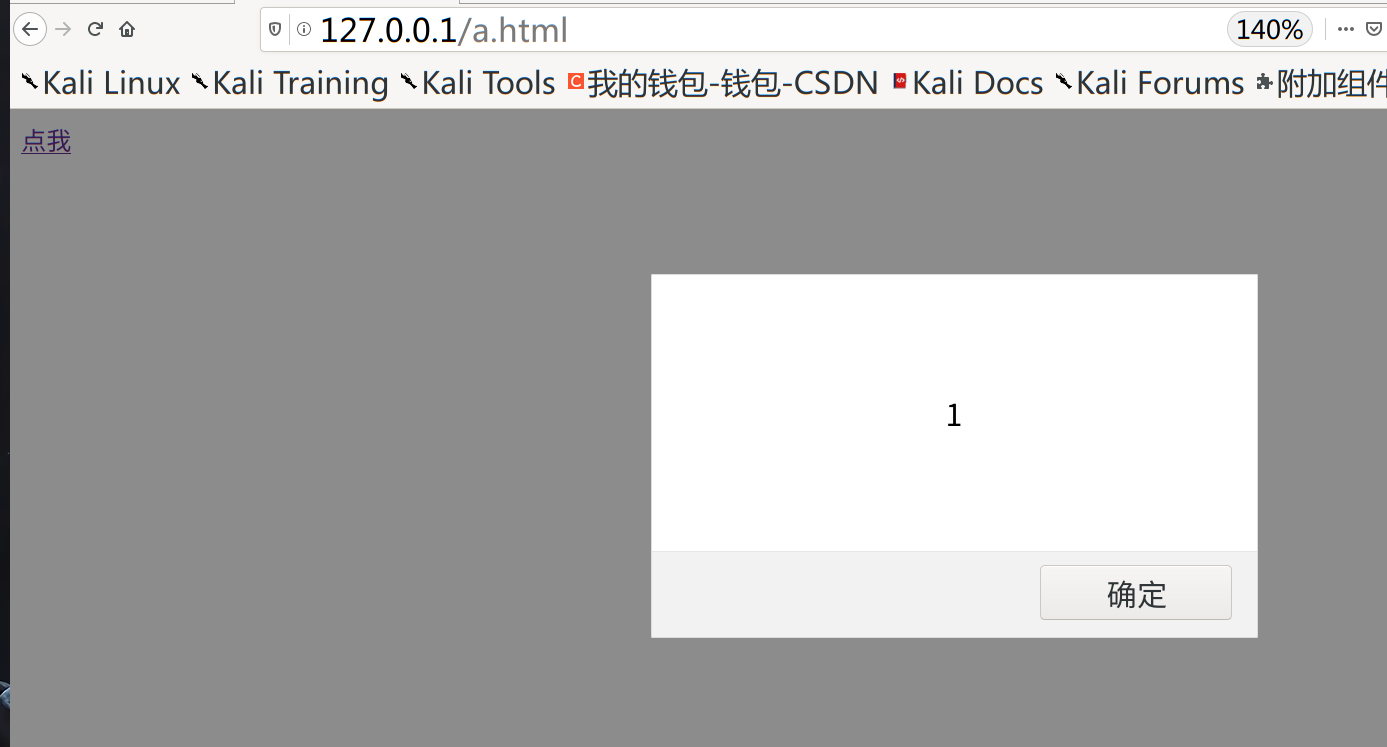 127.0.0.1/a.html 140%
Kali Linux Kali Training Kali Tools 我的钱包-钱包-CSDN Kali Docs Kali Forums 附加组件
点我
1
确定